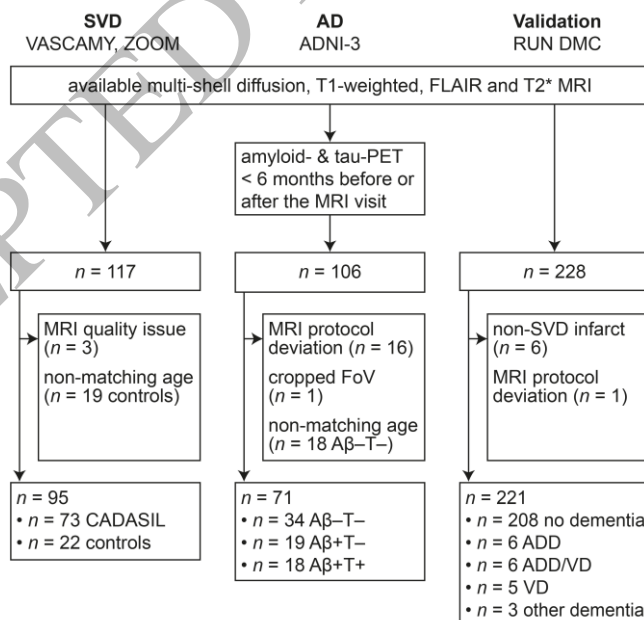 SVD
VASCAMY, ZOOM
AD
ADNI-3
Validation
RUN DMC
available multi-shell diffusion, T1-weighted, FLAIR and T2* MRI
amyloid- & tau-PET
< 6 months before or
after the MRI visit
n = 117
n = 106
n = 228
MRI quality issue
(n = 3)
non-matching age
(n = 19 controls)
MRI protocol
deviation (n = 16)
cropped FoV
(n = 1)
non-matching age
(n = 18 Aβ–T–)
non-SVD infarct
(n = 6)
MRI protocol
deviation (n = 1)
n = 95
• n = 73 CADASIL
• n = 22 controls
n = 71
• n = 34 Aβ–T–
• n = 19 Aβ+T–
• n = 18 Aβ+T+
n = 221
• n = 208 no dementia
• n = 6 ADD
• n = 6 ADD/VD
• n = 5 VD
• n = 3 other dementia
EPTED